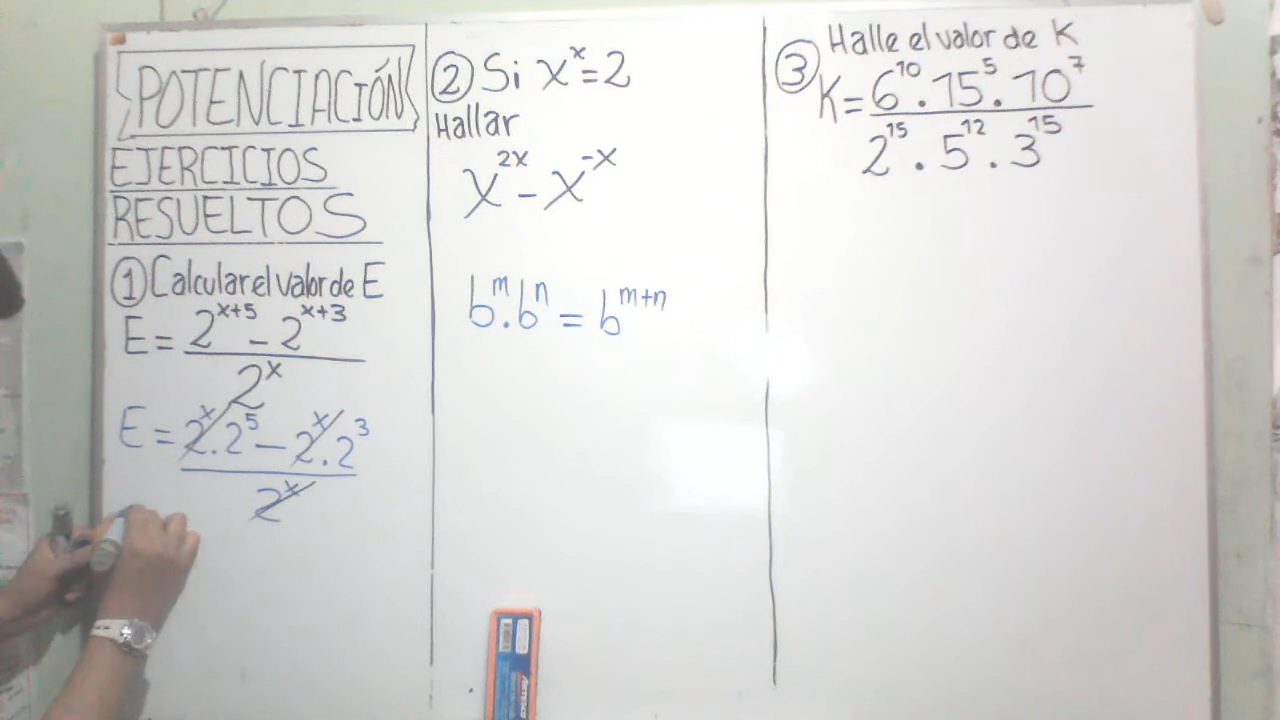 POTENCIACIÓN
EJERCICIOS
RESUELTOS
① Calcular el valor de E
E = 2^{x+5} - 2^{x+3}
2^x
E = 2^x . 2^5 - 2^x . 2^3
2^x
② Si x^x = 2
Hallar
x^{2x} - x^{-x}
b^m . b^n = b^{m+n}
③ Halle el valor de K
K = 6^{10} . 15^5 . 10^7
2^{15} . 5^{12} . 3^{15}
ARTESCO